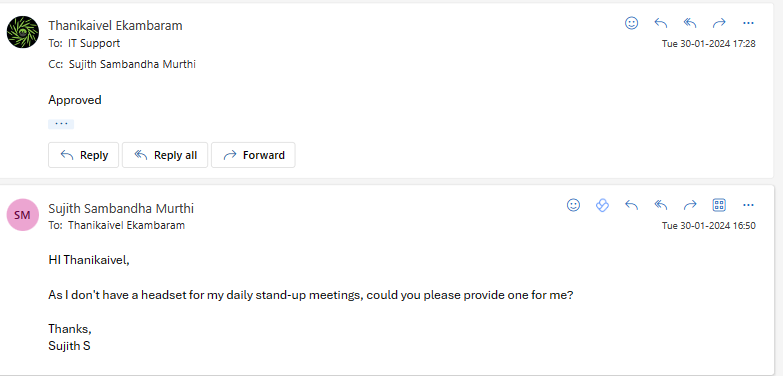 Thanikaivel Ekambaram
To: IT Support
Tue 30-01-2024 17:28
Cc: Sujith Sambandha Murthi
Approved
Reply Reply all Forward
SM
Sujith Sambandha Murthi
To: Thanikaivel Ekambaram
Tue 30-01-2024 16:50
HI Thanikaivel,
As I don't have a headset for my daily stand-up meetings, could you please provide one for me?
Thanks,
Sujith S